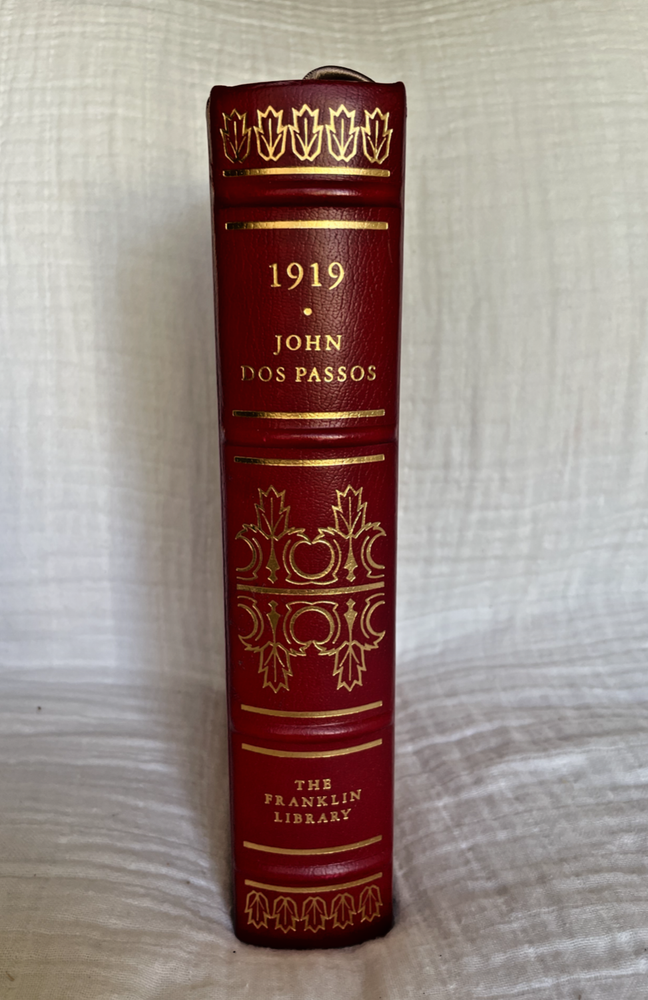 1919
•
JOHN
DOS PASSOS
THE
FRANKLIN
LIBRARY